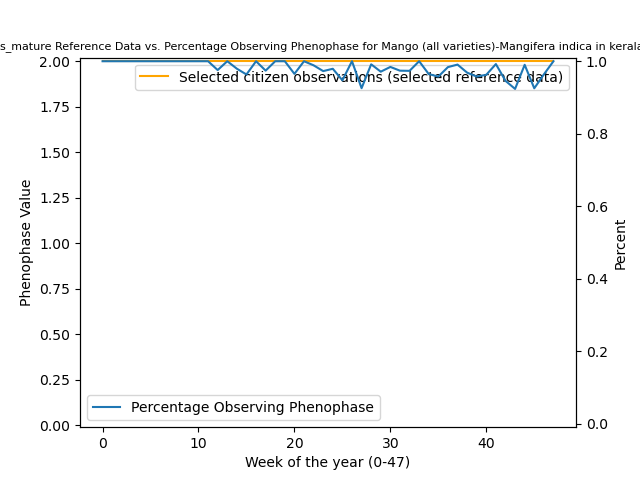 s_mature Reference Data vs. Percentage Observing Phenophase for Mango (all varieties)-Mangifera indica in kerala
2.00
1.75
1.50
1.25
1.00
0.75
0.50
0.25
0.00
Phenophase Value
Selected citizen observations (selected reference data)
Percentage Observing Phenophase
1.0
0.8
0.6
0.4
0.2
0.0
Percent
0 10 20 30 40
Week of the year (0-47)